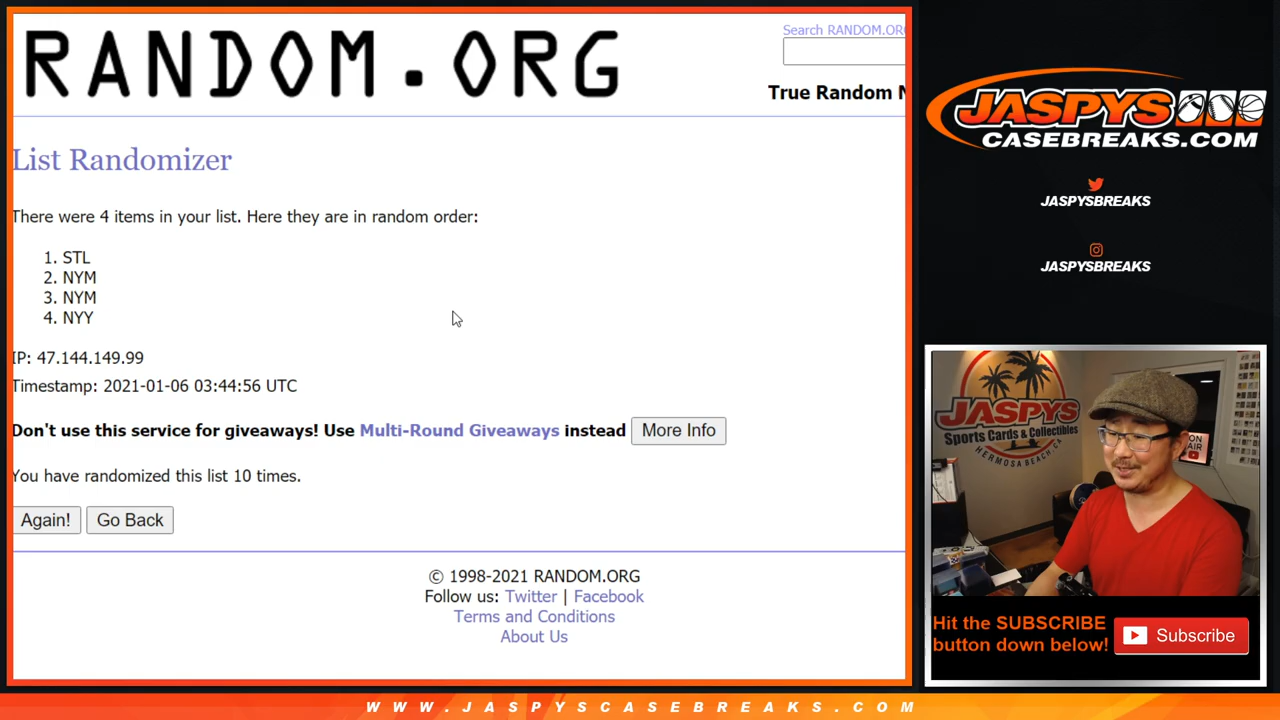 RANDOM.ORG
Search RANDOM.OR
True Random
List Randomizer
There were 4 items in your list. Here they are in random order:
1. STL
2. NYM
3. NYM
4. NYY
IP: 47.144.149.99
Timestamp: 2021-01-06 03:44:56 UTC
Don't use this service for giveaways! Use Multi-Round Giveaways instead More Info
You have randomized this list 10 times.
Again! Go Back
© 1998-2021 RANDOM.ORG
Follow us: Twitter | Facebook
Terms and Conditions
About Us
JASPYS
CASEBREAKS.COM
JASPYSBREAKS
JASPYSBREAKS
JASPYS
Sports Cards & Collectibles
HERMOSA BEACH, CA
ON
AIR
Hit the SUBSCRIBE
button down below!
Subscribe
WWW.JASPYSCASEBREAKS.COM